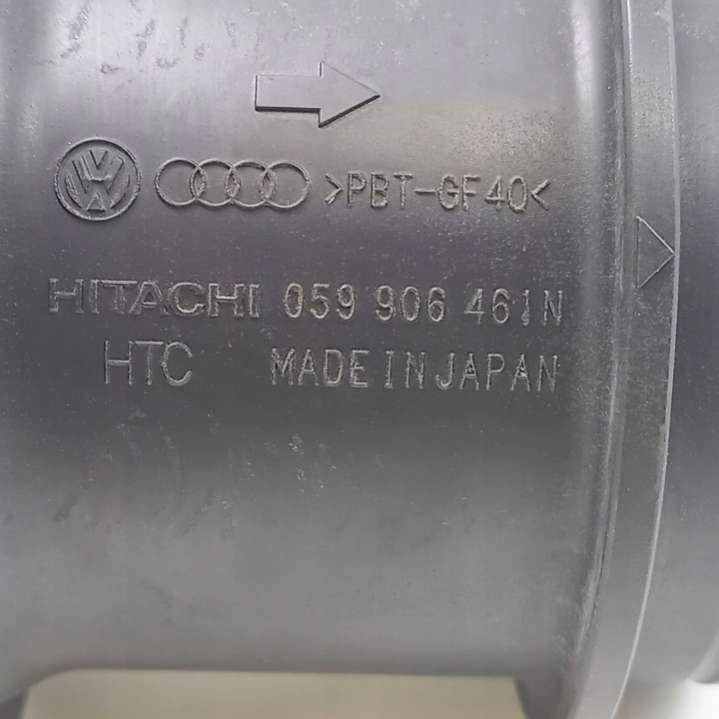 >PBT-GF40<
HITACHI 059 906 461N
HTC MADE IN JAPAN